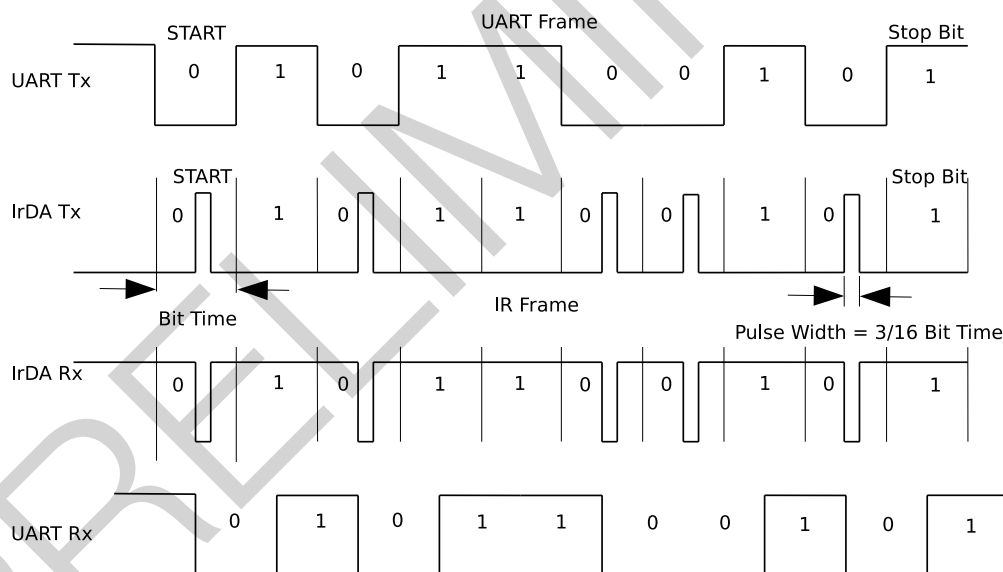 UART Frame
START
Stop Bit
UART Tx
0 1 0 1 1 0 0 1 0 1
START
Stop Bit
IrDA Tx
0 1 0 1 1 0 0 1 0 1
Bit Time
IR Frame
Pulse Width = 3/16 Bit Time
IrDA Rx
0 1 0 1 1 0 0 1 0 1
UART Rx
0 1 0 1 1 0 0 1 0 1
RELIM